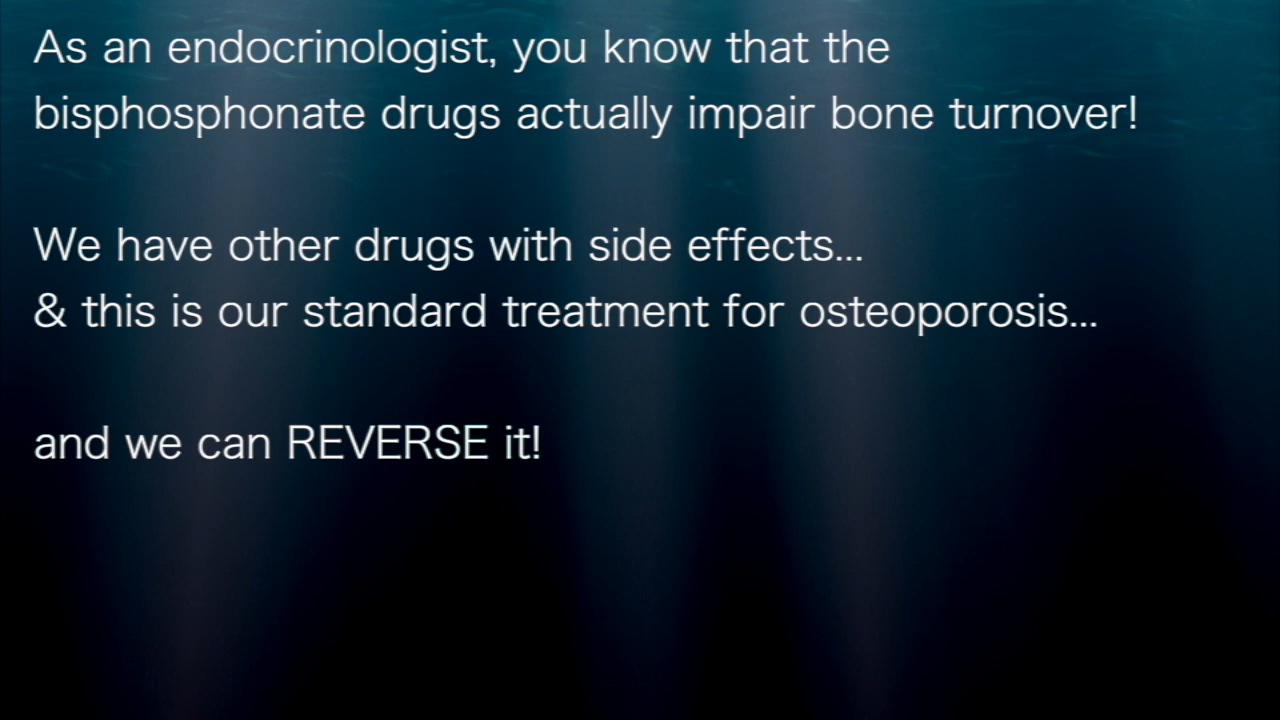 As an endocrinologist, you know that the
bisphosphonate drugs actually impair bone turnover!
We have other drugs with side effects...
& this is our standard treatment for osteoporosis...
and we can REVERSE it!